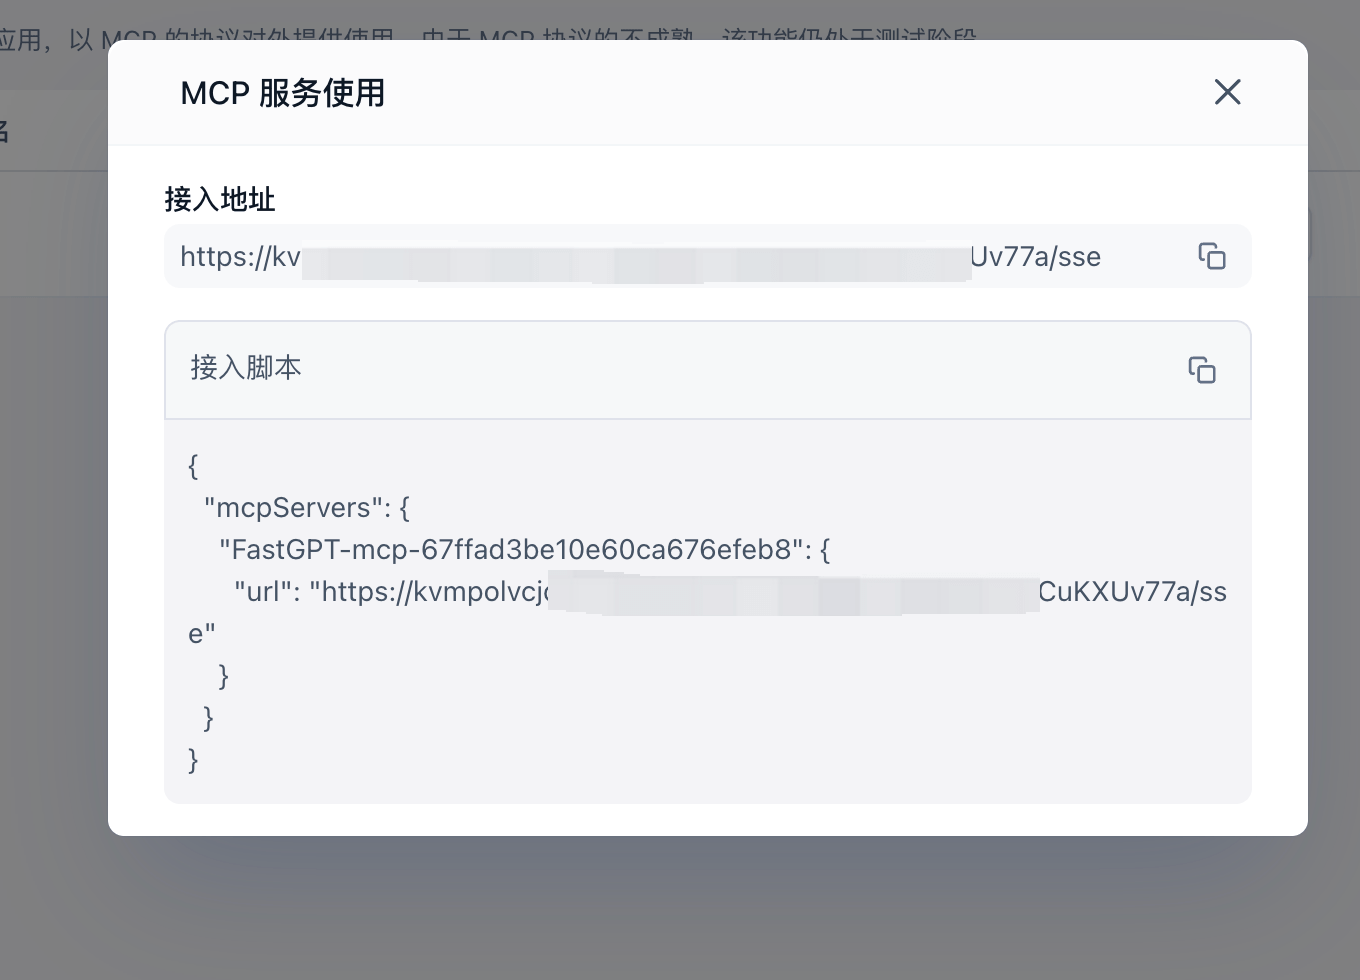 应用，以 MCP 的协议对外提供使用。由于 MCP 协议的不成熟，该功能仍处于测试阶段
名
MCP 服务使用
接入地址
https://kv Uv77a/sse
接入脚本
{
"mcpServers": {
"FastGPT-mcp-67ffad3be10e60ca676efeb8": {
"url": "https://kvmpolvcj CuKXUv77a/ss
e"
}
}
}